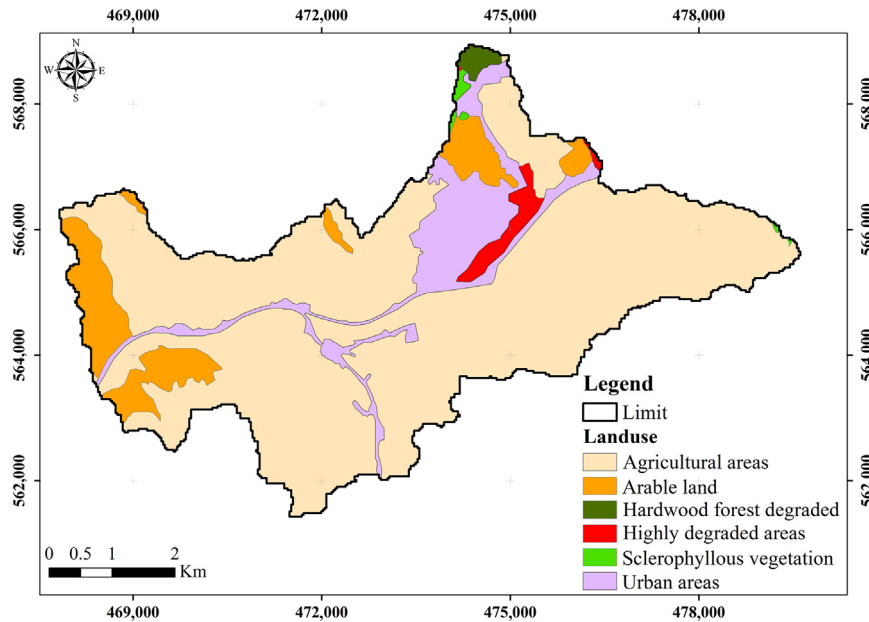 469,000 472,000 475,000 478,000
N
W E
S
568,000 568,000
566,000 566,000
564,000 564,000
562,000 562,000
Legend
Limit
Landuse
Agricultural areas
Arable land
Hardwood forest degraded
Highly degraded areas
Sclerophyllous vegetation
Urban areas
0 0.5 1 2
Km
469,000 472,000 475,000 478,000